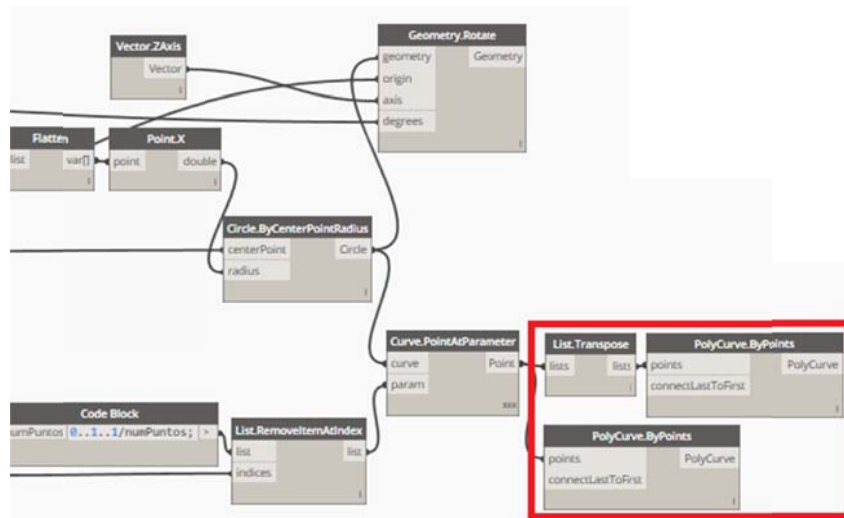 Vector.ZAxis
Vector
Geometry.Rotate
geometry Geometry
origin
axis
degrees
Flatten
list var[]
Point.X
point double
Circle.ByCenterPointRadius
centerPoint Circle
radius
Curve.PointAtParameter
curve Point
param
xxx
List.Transpose
lists lists
PolyCurve.ByPoints
points PolyCurve
connectLastToFirst
Code Block
umPuntos 0..1..1/numPuntos; >
List.RemoveItemAtIndex
list list
indices
PolyCurve.ByPoints
points PolyCurve
connectLastToFirst